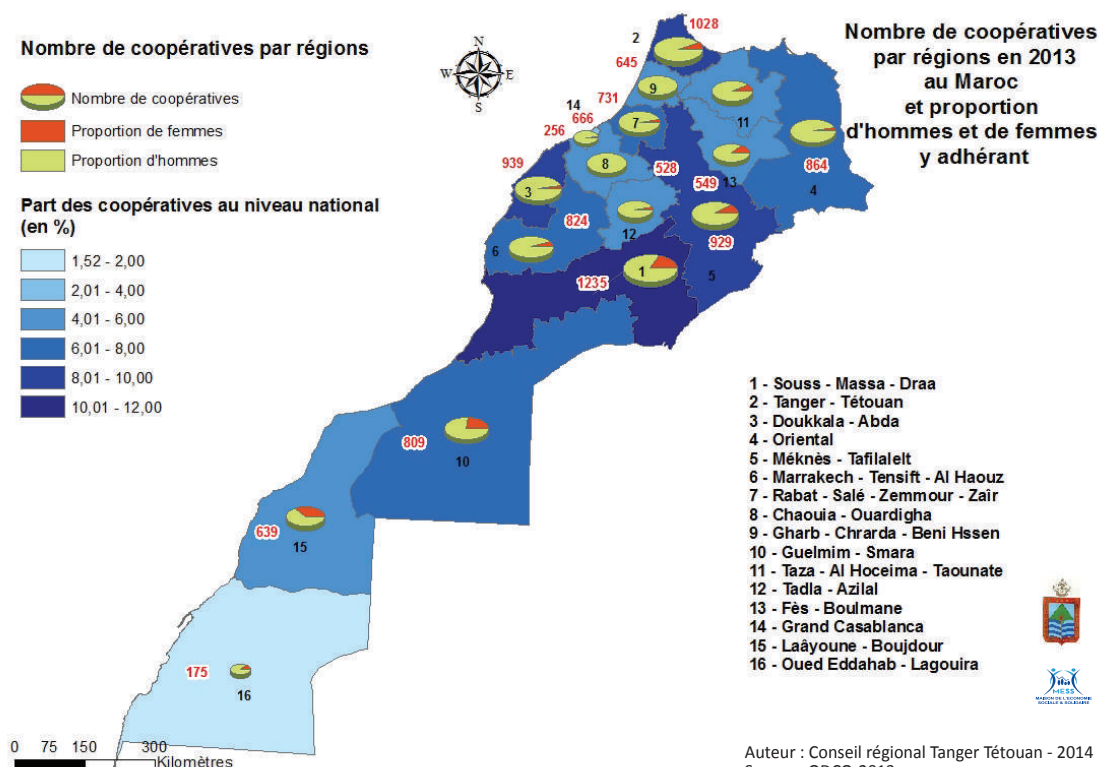 Nombre de coopératives par régions
Nombre de coopératives
Proportion de femmes
Proportion d'hommes
Part des coopératives au niveau national
(en %)
1,52 - 2,00
2,01 - 4,00
4,01 - 6,00
6,01 - 8,00
8,01 - 10,00
10,01 - 12,00
N
W E
S
Nombre de coopératives
par régions en 2013
au Maroc
et proportion
d'hommes et de femmes
y adhérant
1028
2
645
9
731
14
666
256
7
11
939
8
528
13
549
864
4
3
824
12
6
929
5
1
1235
809
10
639
15
175
16
1 - Souss - Massa - Draa
2 - Tanger - Tétouan
3 - Doukkala - Abda
4 - Oriental
5 - Méknès - Tafilalelt
6 - Marrakech - Tensift - Al Haouz
7 - Rabat - Salé - Zemmour - Zaîr
8 - Chaouia - Ouardigha
9 - Gharb - Chrarda - Beni Hssen
10 - Guelmim - Smara
11 - Taza - Al Hoceima - Taounate
12 - Tadla - Azilal
13 - Fès - Boulmane
14 - Grand Casablanca
15 - Laâyoune - Boujdour
16 - Oued Eddahab - Lagouira
MESS
MAISON DE L'ECONOMIE
SOCIALE & SOLIDAIRE
0 75 150 300
Kilomètres
Auteur : Conseil régional Tanger Tétouan - 2014